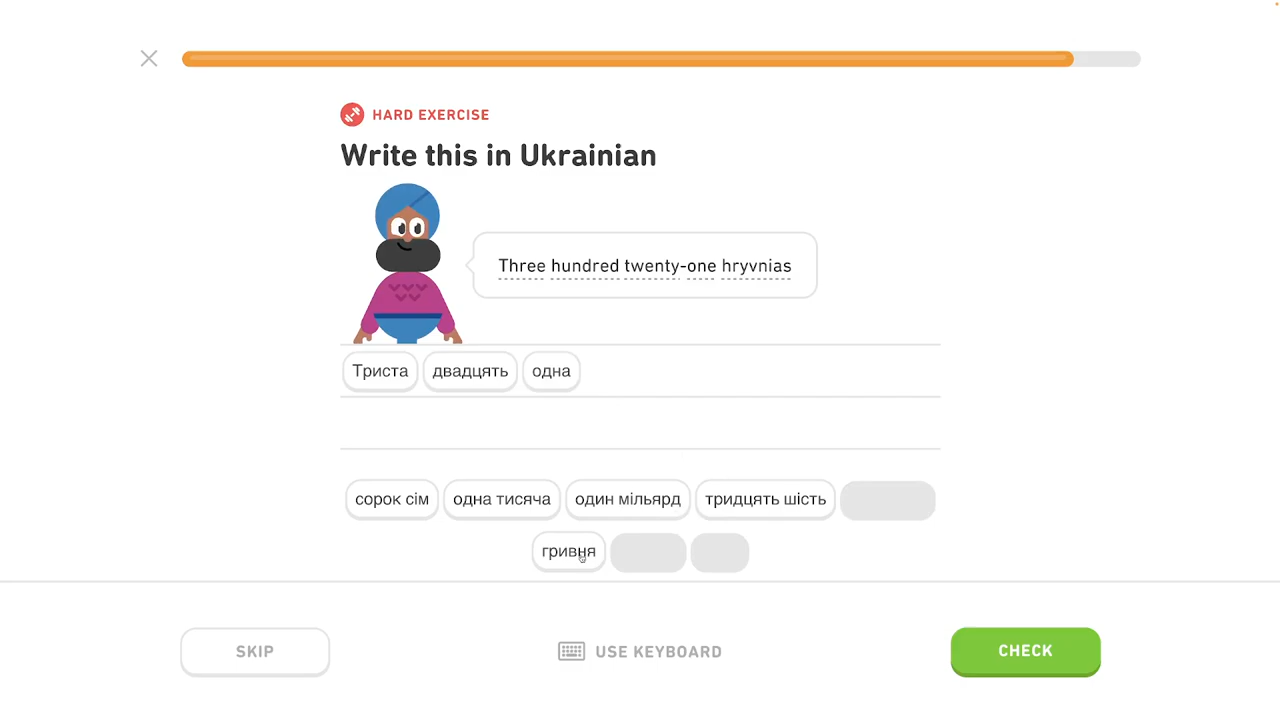 HARD EXERCISE
Write this in Ukrainian
Three hundred twenty-one hryvnias
Триста двадцять одна
сорок сім одна тисяча один мільярд тридцять шість
гривня
SKIP USE KEYBOARD CHECK